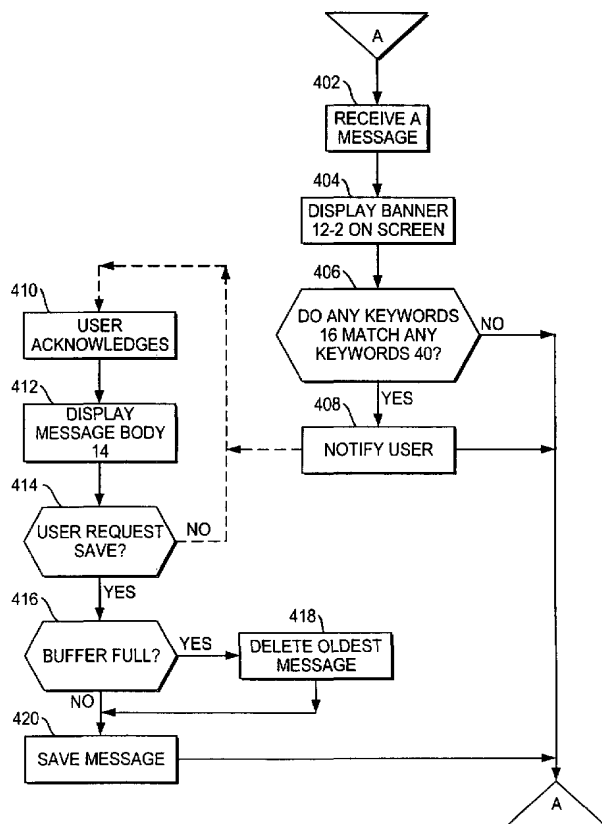 A
402
RECEIVE A
MESSAGE
404
DISPLAY BANNER
12-2 ON SCREEN
406
DO ANY KEYWORDS
16 MATCH ANY
KEYWORDS 40?
NO
YES
408
NOTIFY USER
410
USER
ACKNOWLEDGES
412
DISPLAY
MESSAGE BODY
14
414
USER REQUEST
SAVE?
NO
YES
416
BUFFER FULL?
YES
418
DELETE OLDEST
MESSAGE
NO
420
SAVE MESSAGE
A